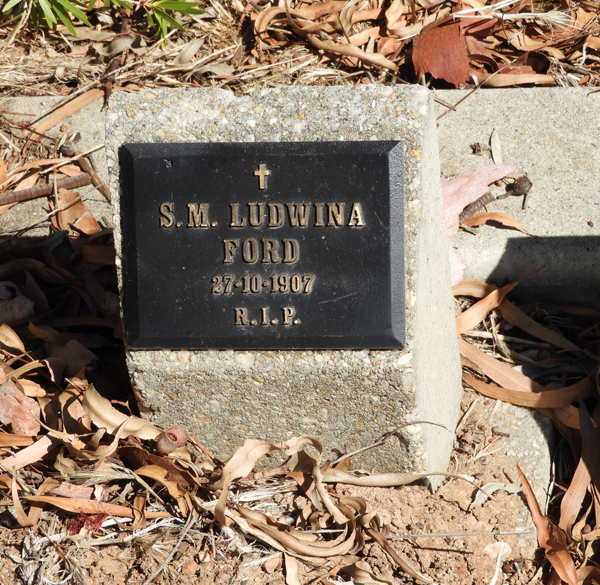 S.M. LUDWINA
FORD
27-10-1907
R.I.P.